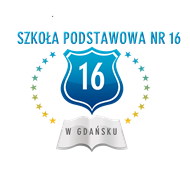 SZKOŁA PODSTAWOWA NR 16
16
W GDAŃSKU